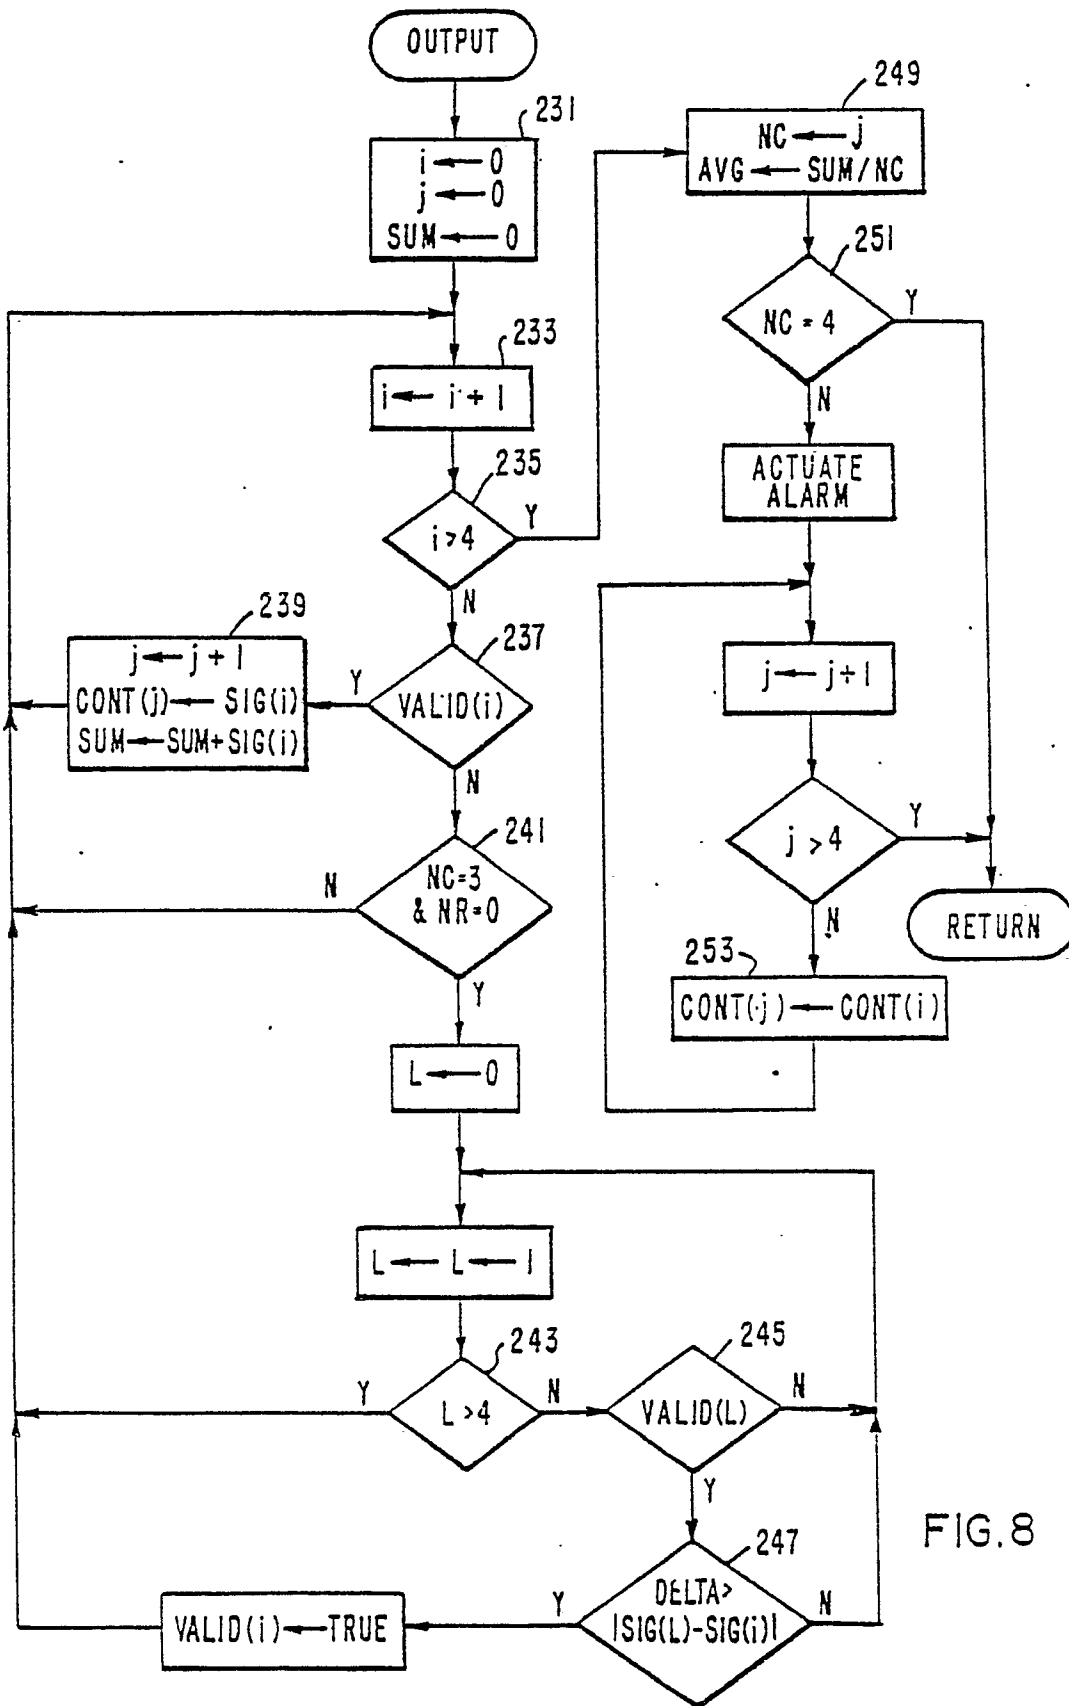 OUTPUT
231
i ← 0
j ← 0
SUM ← 0
233
i ← i + 1
235
i > 4
Y
N
239
j ← j + 1
CONT(j) ← SIG(i)
SUM ← SUM+SIG(i)
237
Y
VALID(i)
N
241
N
NC=3
& NR=0
Y
L ← 0
L ← L ← 1
243
Y
L > 4
N
245
VALID(L)
N
Y
247
DELTA >
|SIG(L)-SIG(i)|
Y
N
VALID(i) ← TRUE
249
NC ← j
AVG ← SUM/NC
251
NC = 4
Y
N
ACTUATE
ALARM
j ← j + 1
j > 4
Y
N
RETURN
253
CONT(j) ← CONT(i)
FIG.8